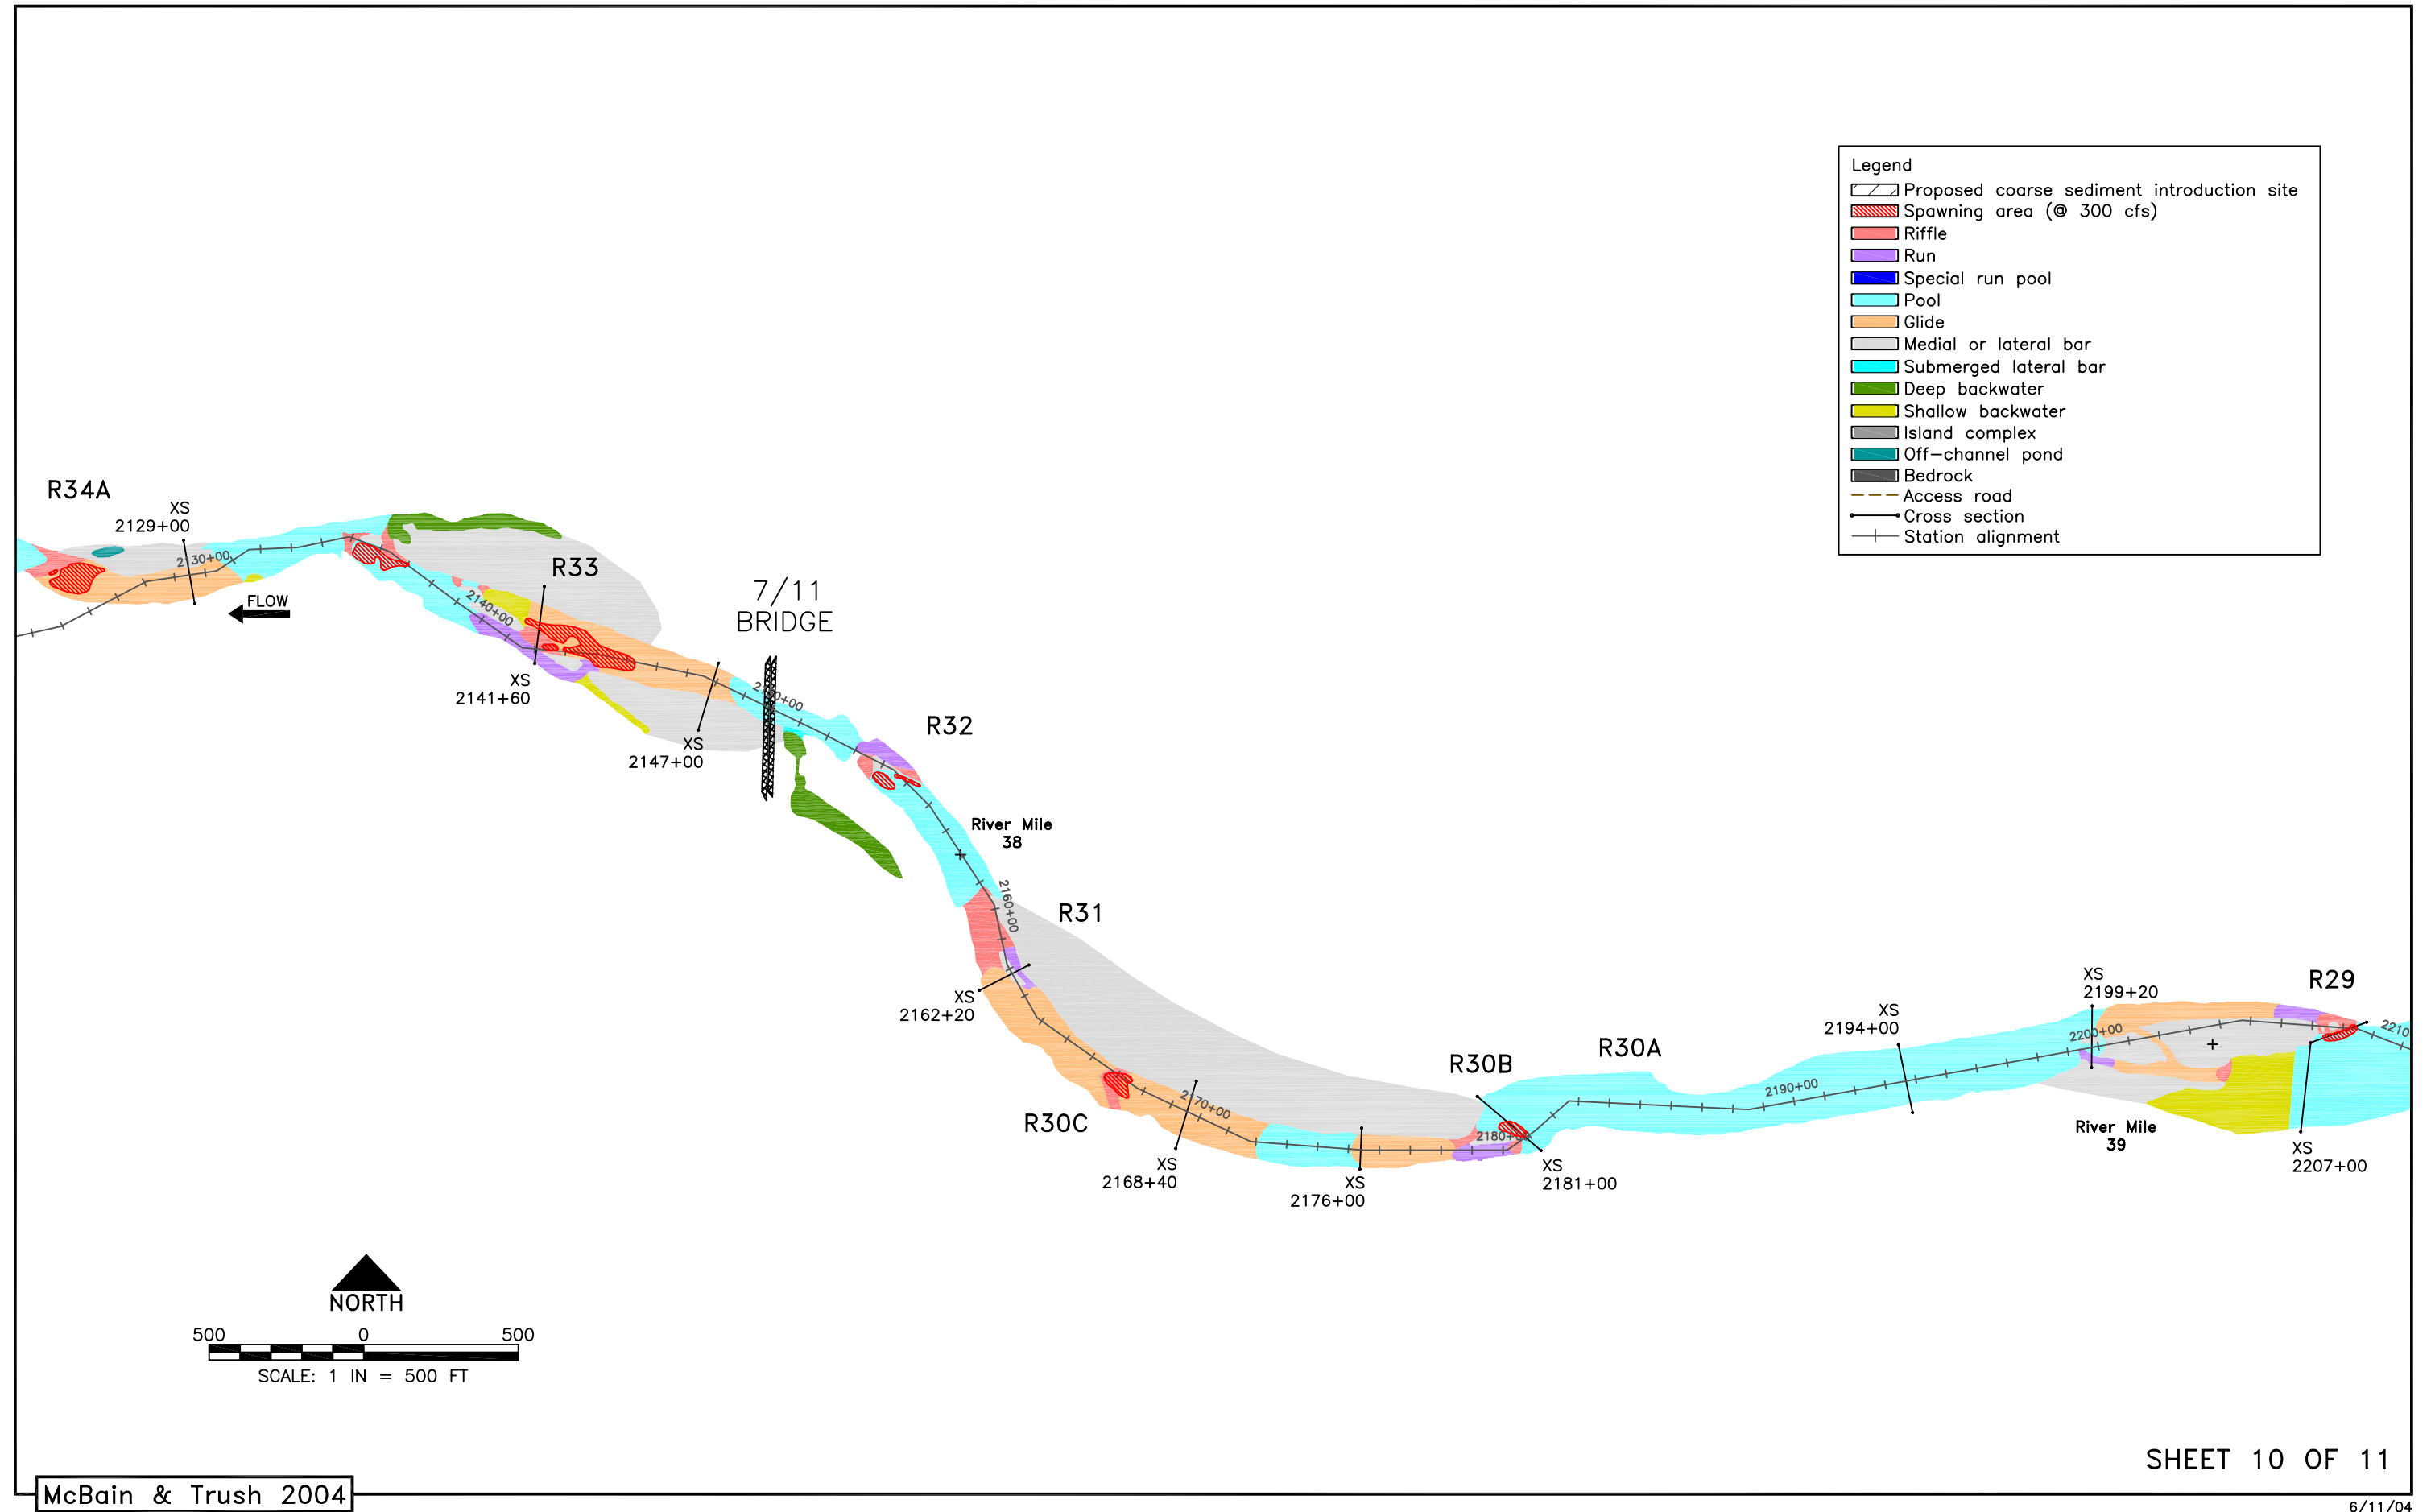 Legend
Proposed coarse sediment introduction site
Spawning area (@ 300 cfs)
Riffle
Run
Special run pool
Pool
Glide
Medial or lateral bar
Submerged lateral bar
Deep backwater
Shallow backwater
Island complex
Off-channel pond
Bedrock
Access road
Cross section
Station alignment
R34A
XS
2129+00
2130+00
FLOW
R33
2140+00
XS
2141+60
7/11
BRIDGE
XS
2147+00
R32
River Mile
38
2160+00
R31
XS
2162+20
R30C
2170+00
XS
2168+40
XS
2176+00
R30B
XS
2181+00
R30A
2190+00
XS
2194+00
XS
2199+20
2200+00
R29
2210
River Mile
39
XS
2207+00
NORTH
500 0 500
SCALE: 1 IN = 500 FT
SHEET 10 OF 11
McBain & Trush 2004
6/11/04